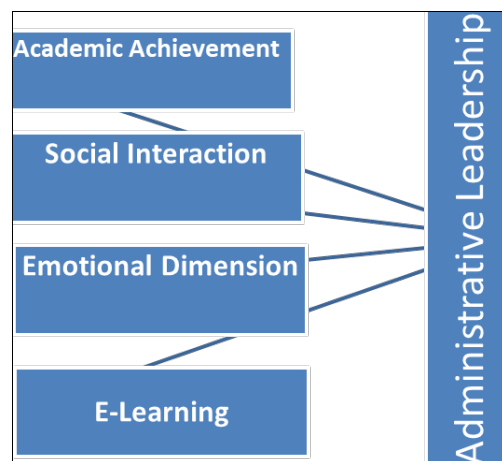 Academic Achievement
Social Interaction
Emotional Dimension
E-Learning
Administrative Leadership